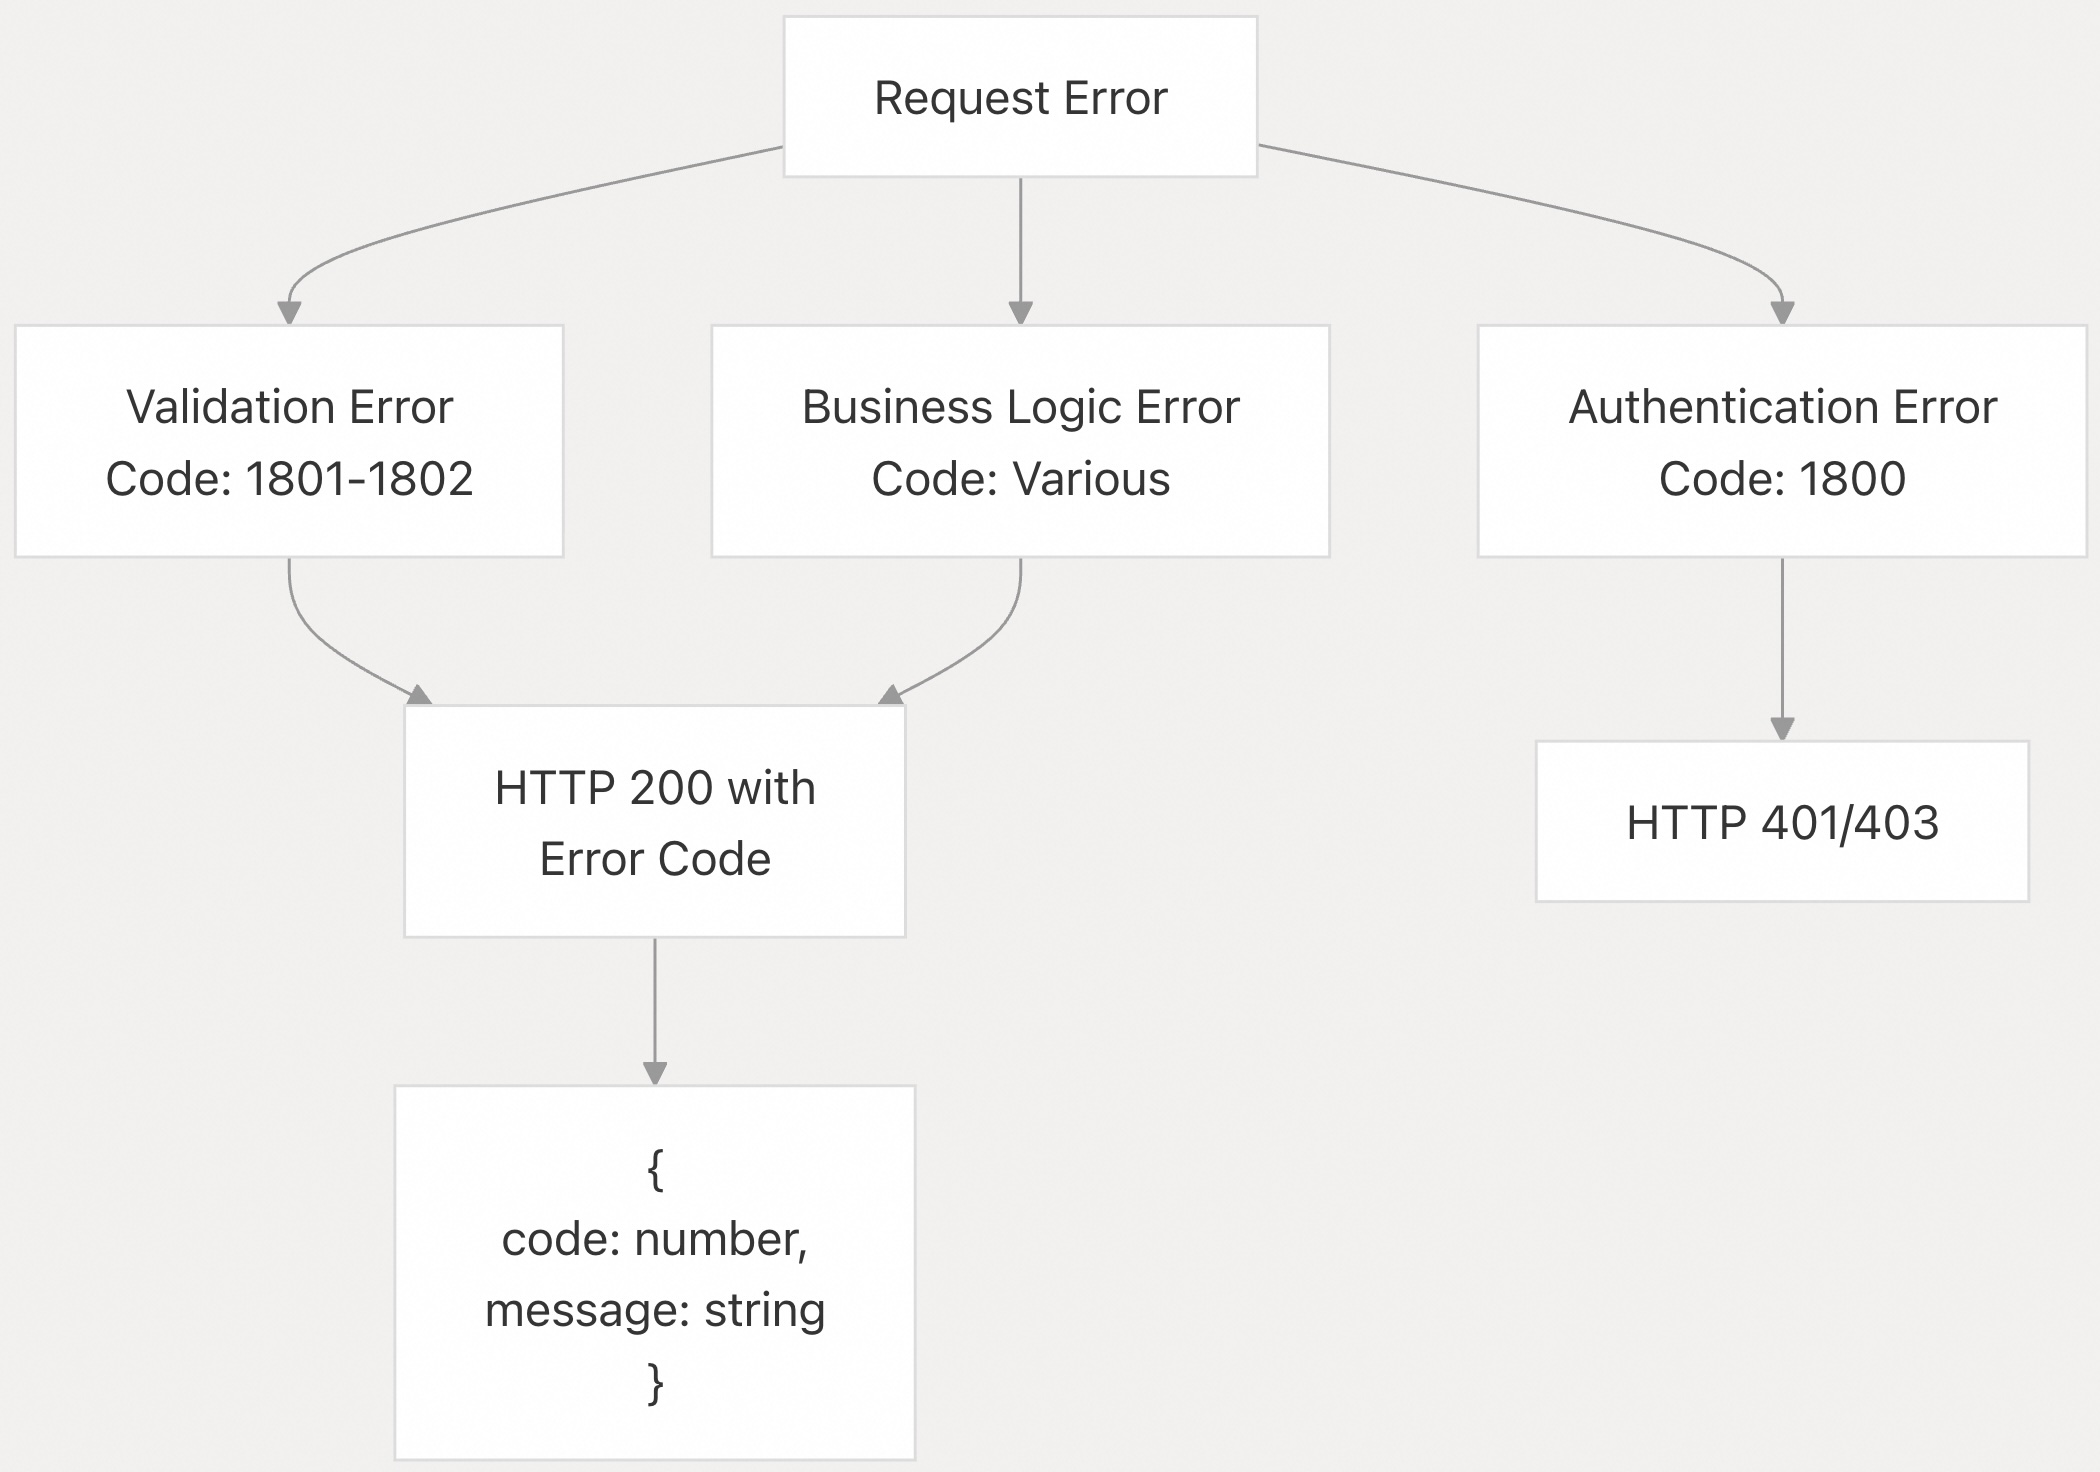 Request Error
Validation Error
Code: 1801-1802
Business Logic Error
Code: Various
Authentication Error
Code: 1800
HTTP 200 with
Error Code
HTTP 401/403
{
code: number,
message: string
}